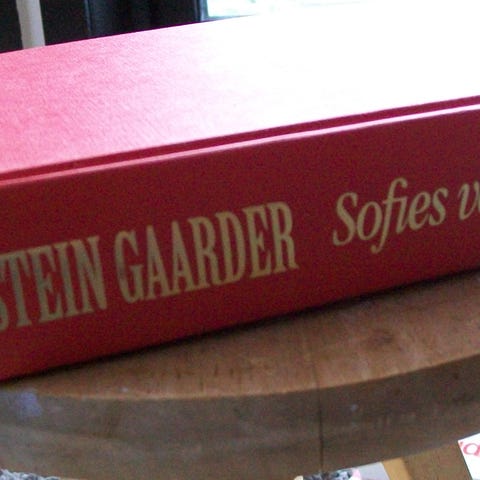 STEIN GAARDER Sofies v